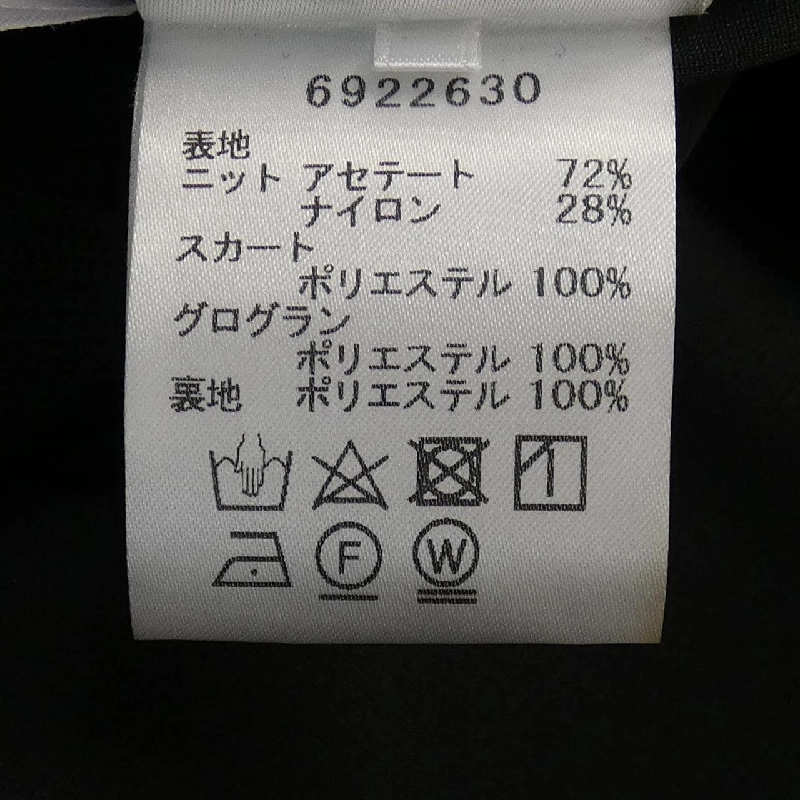 6922630
表地
ニット アセテート 72%
ナイロン 28%
スカート
ポリエステル 100%
グログラン
ポリエステル 100%
裏地 ポリエステル 100%
F W